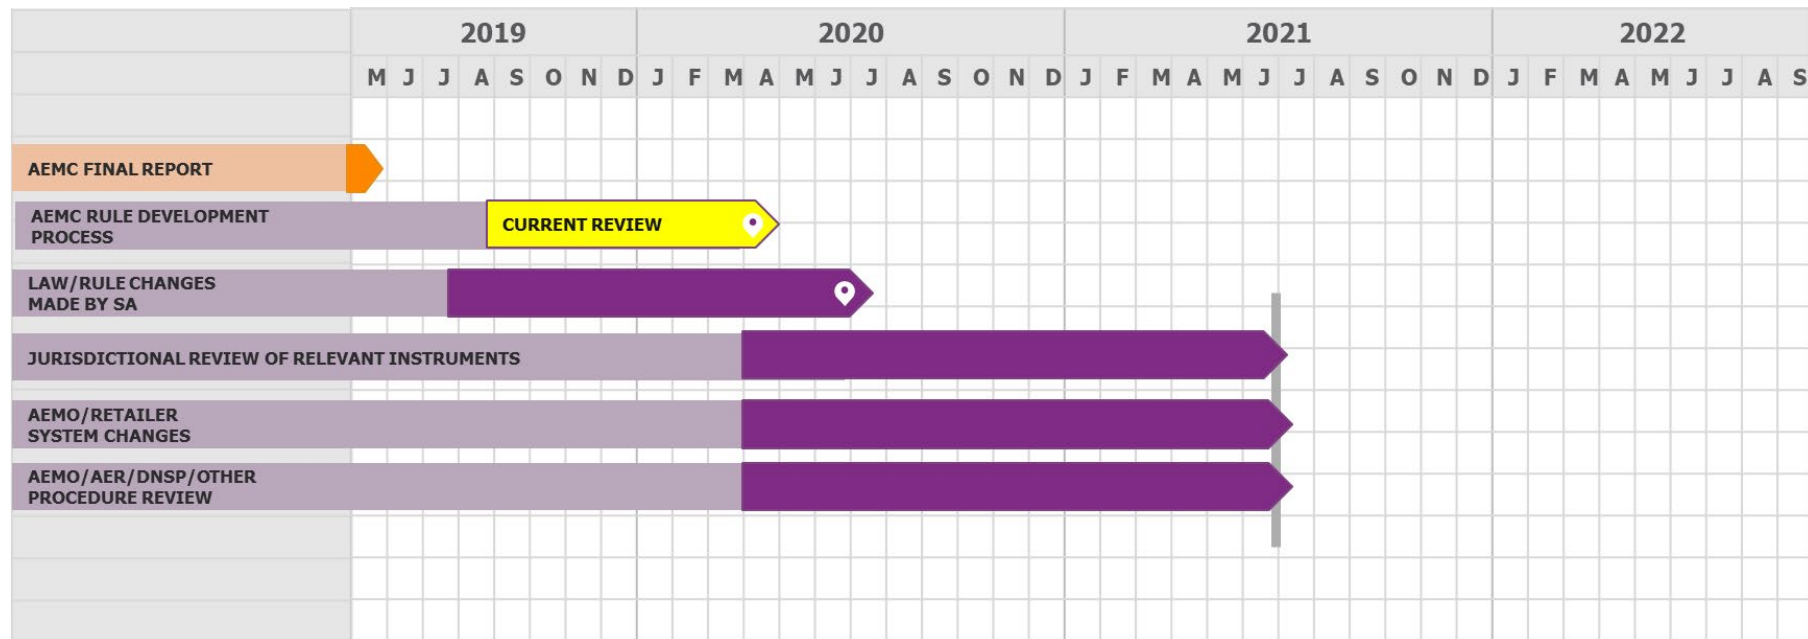 2019 2020 2021 2022
M J J A S O N D J F M A M J J A S O N D J F M A M J J A S O N D J F M A M J J A S
AEMC FINAL REPORT
AEMC RULE DEVELOPMENT
PROCESS
CURRENT REVIEW
LAW/RULE CHANGES
MADE BY SA
JURISDICTIONAL REVIEW OF RELEVANT INSTRUMENTS
AEMO/RETAILER
SYSTEM CHANGES
AEMO/AER/DNSP/OTHER
PROCEDURE REVIEW